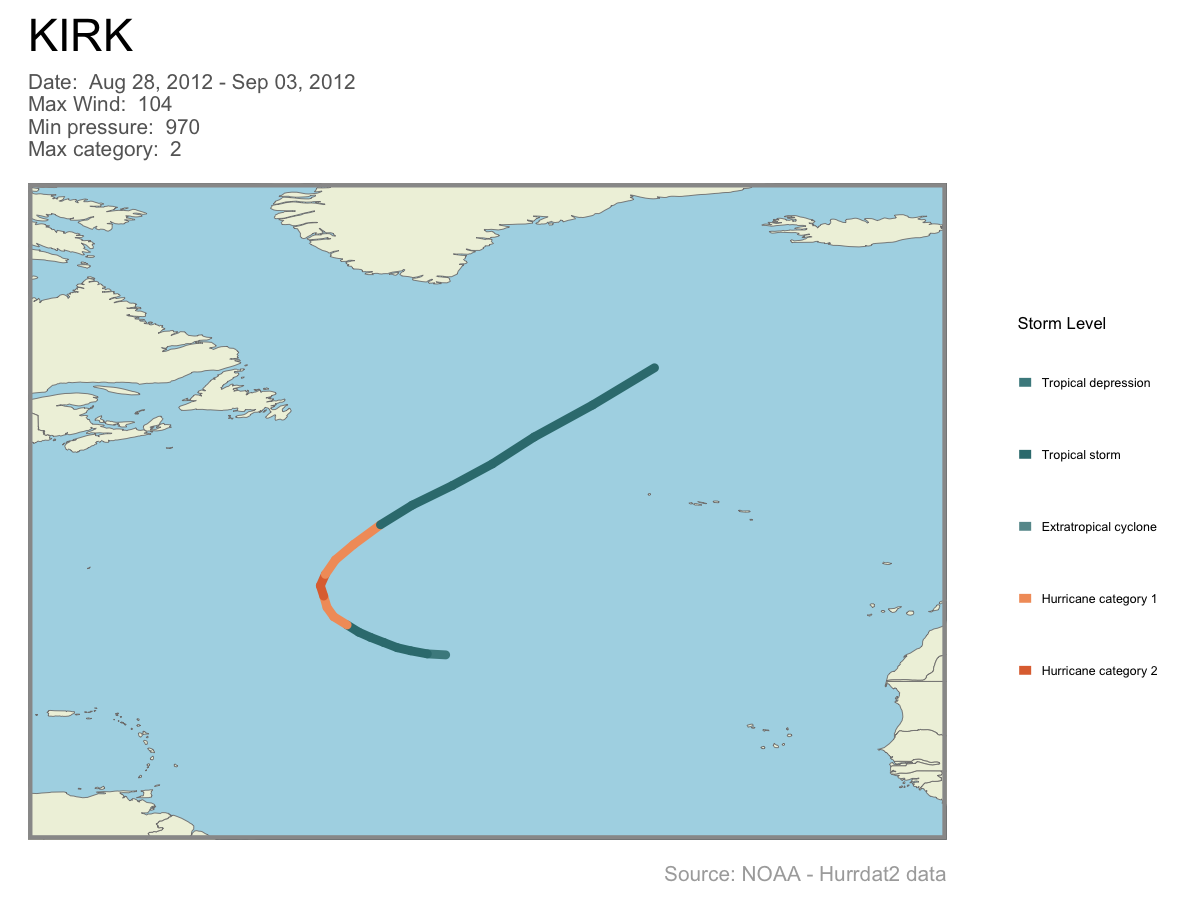 KIRK
Date:  Aug 28, 2012 - Sep 03, 2012
Max Wind:  104
Min pressure:  970
Max category:  2
Storm Level
Tropical depression
Tropical storm
Extratropical cyclone
Hurricane category 1
Hurricane category 2
Source: NOAA - Hurrdat2 data